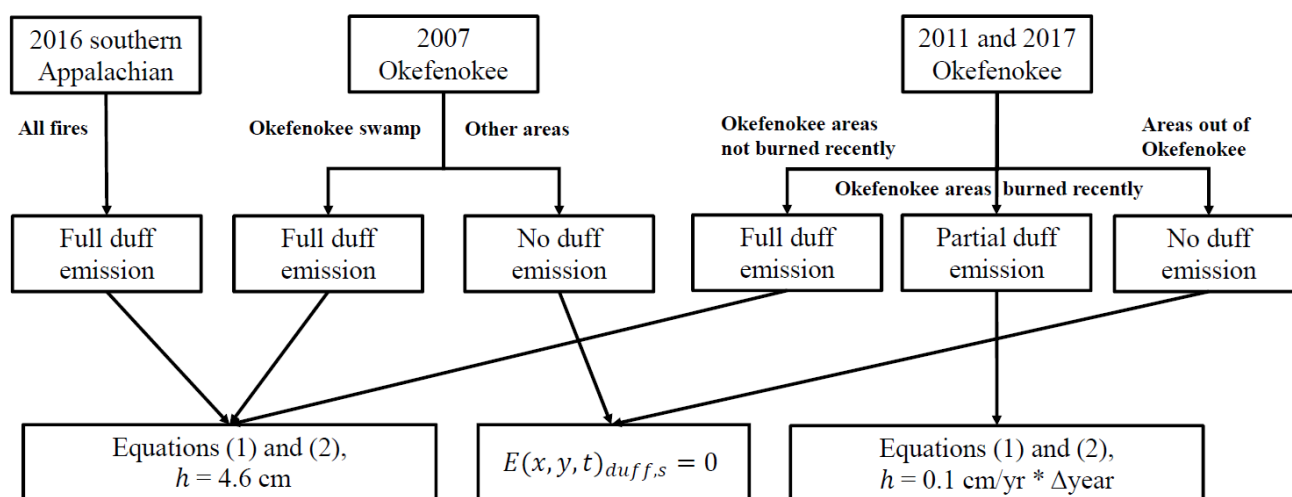 2016 southern
Appalachian
2007
Okefenokee
2011 and 2017
Okefenokee
All fires
Okefenokee swamp
Other areas
Okefenokee areas
not burned recently
Areas out of
Okefenokee
Okefenokee areas burned recently
Full duff
emission
Full duff
emission
No duff
emission
Full duff
emission
Partial duff
emission
No duff
emission
Equations (1) and (2),
h = 4.6 cm
E(x, y, t)duff,s = 0
Equations (1) and (2),
h = 0.1 cm/yr * Δyear